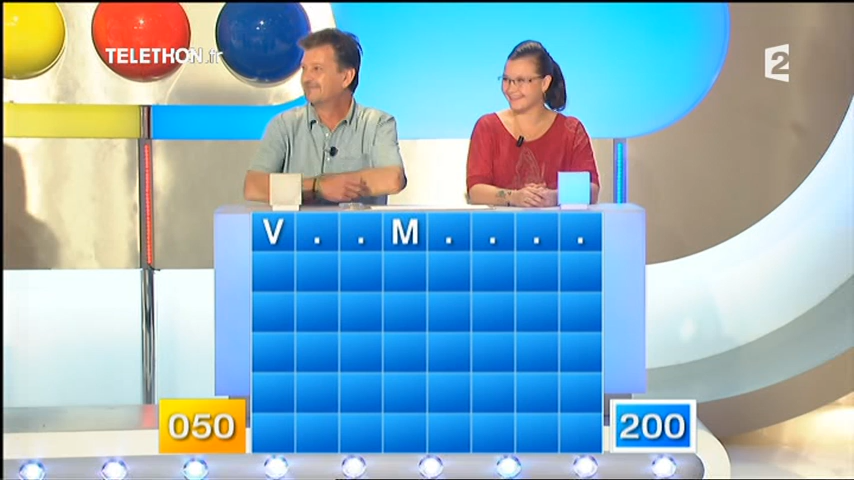 TELETHON.fr
2
V . . M . . . .
050
200